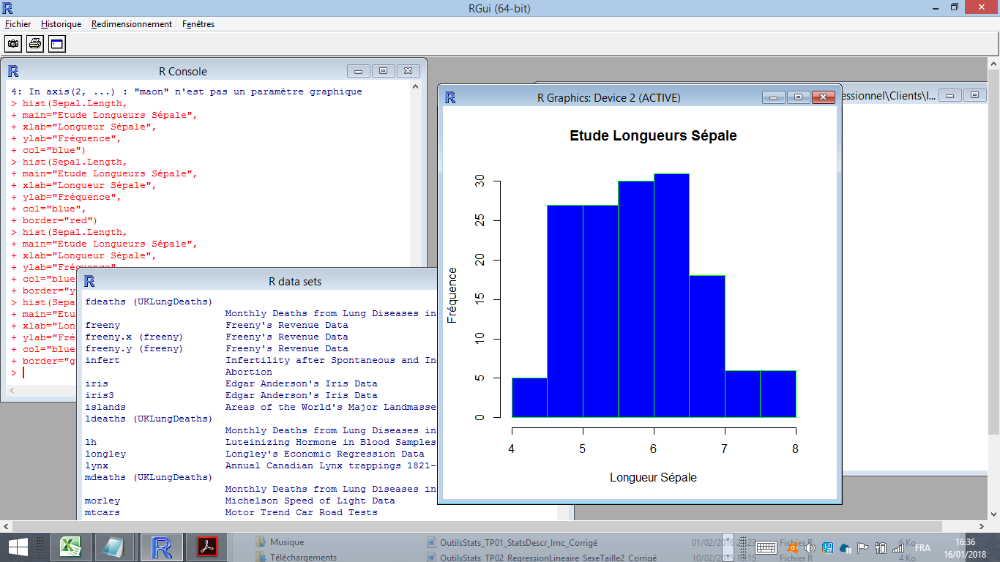 RGui (64-bit)
Fichier Historique Redimensionnement Fenêtres
R Console
4: In axis(2, ...) : "maon" n'est pas un paramètre graphique
> hist(Sepal.Length,
+ main="Etude Longueurs Sépale",
+ xlab="Longueur Sépale",
+ ylab="Fréquence",
+ col="blue")
> hist(Sepal.Length,
+ main="Etude Longueurs Sépale",
+ xlab="Longueur Sépale",
+ ylab="Fréquence",
+ col="blue",
+ border="red")
> hist(Sepal.Length,
+ main="Etude Longueurs Sépale",
+ xlab="Longueur Sépale",
+ ylab="Fréquence
+ col="blue
+ border="y
> hist(Sepa
+ main="Etu
+ xlab="Lon
+ ylab="Fré
+ col="blue
+ border="g
>
R data sets
fdeaths (UKLungDeaths)
Monthly Deaths from Lung Diseases in
freeny Freeny's Revenue Data
freeny.x (freeny) Freeny's Revenue Data
freeny.y (freeny) Freeny's Revenue Data
infert Infertility after Spontaneous and In
Abortion
iris Edgar Anderson's Iris Data
iris3 Edgar Anderson's Iris Data
islands Areas of the World's Major Landmasse
ldeaths (UKLungDeaths)
Monthly Deaths from Lung Diseases in
lh Luteinizing Hormone in Blood Samples
longley Longley's Economic Regression Data
lynx Annual Canadian Lynx trappings 1821-
mdeaths (UKLungDeaths)
Monthly Deaths from Lung Diseases in
morley Michelson Speed of Light Data
mtcars Motor Trend Car Road Tests
R Graphics: Device 2 (ACTIVE)
essionnel\Clients\I...
Etude Longueurs Sépale
Fréquence
30
25
20
15
10
5
0
4 5 6 7 8
Longueur Sépale
Musique
Téléchargements
OutilsStats_TP01_StatsDescr_Imc_Corrigé
OutilsStats_TP02_RegressionLineaire_SexeTaille2_Corrigé
Fichier R
6 Ko
Fichier R
4 Ko
FRA
16:36
16/01/2018